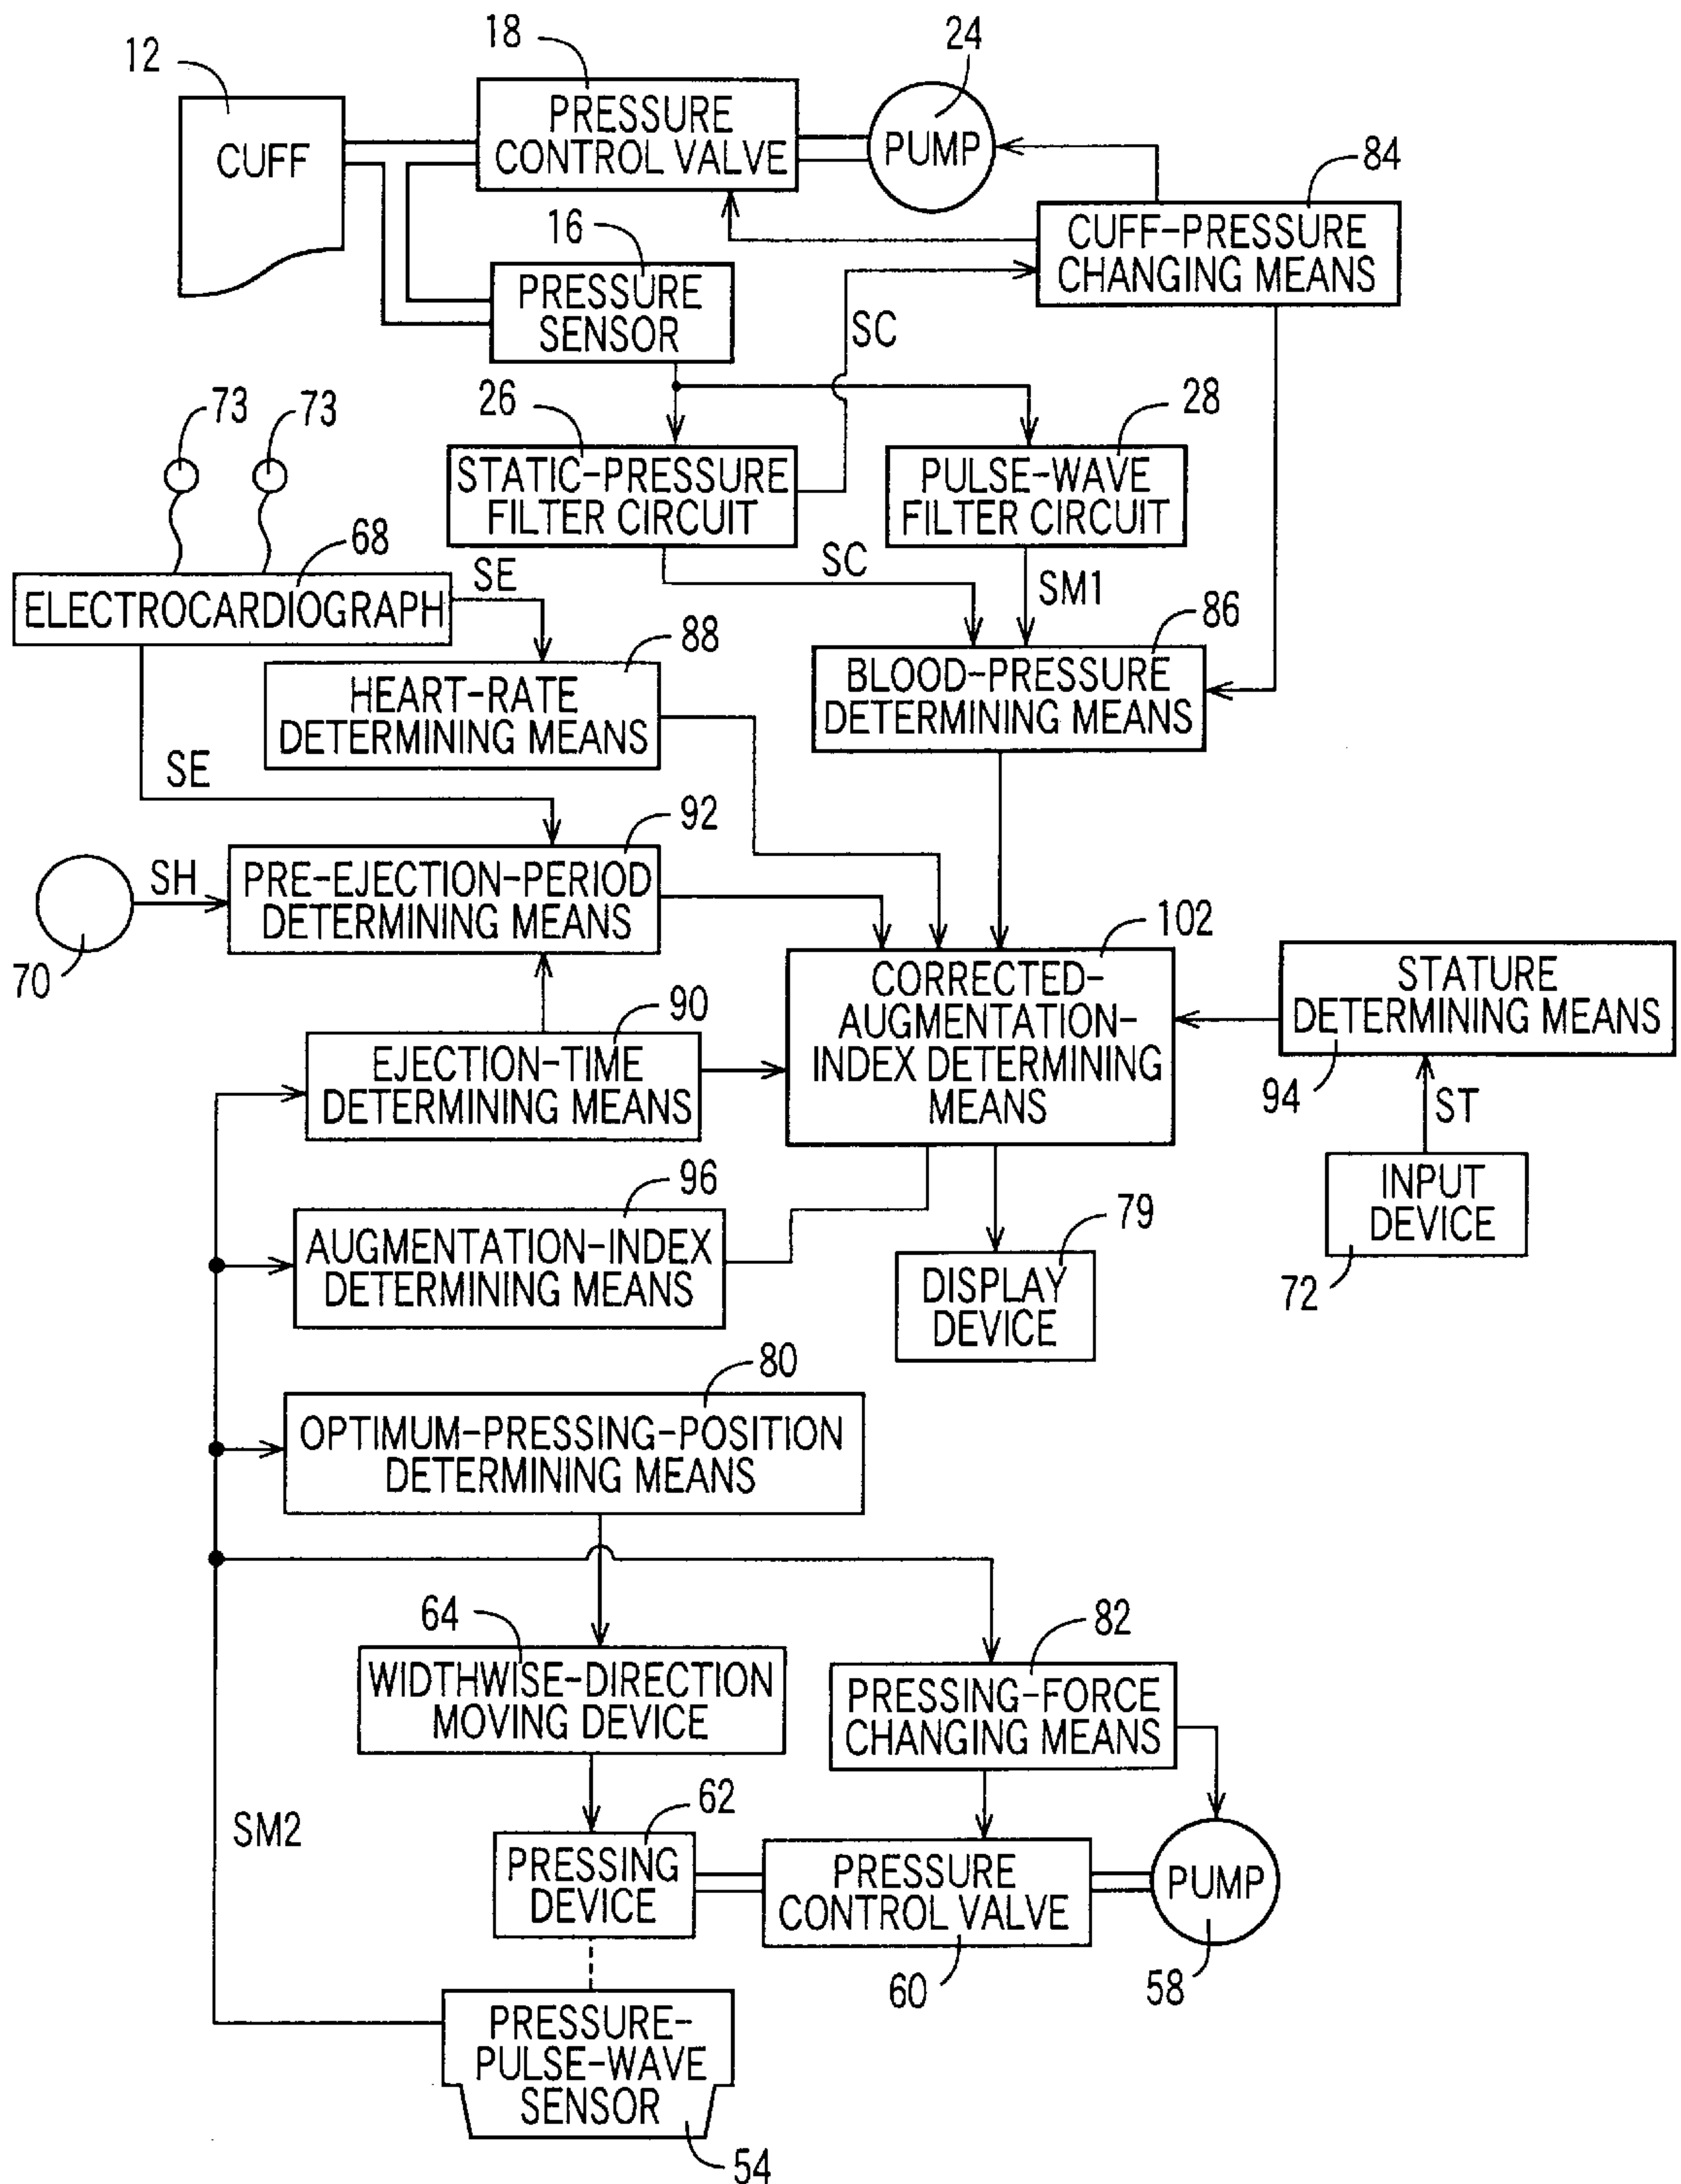 18
24
12
PRESSURE
CONTROL VALVE
PUMP
CUFF
84
16
CUFF-PRESSURE
CHANGING MEANS
PRESSURE
SENSOR
SC
73
73
26
28
STATIC-PRESSURE
FILTER CIRCUIT
PULSE-WAVE
FILTER CIRCUIT
68
SE
SC
SM1
ELECTROCARDIOGRAPH
88
86
HEART-RATE
DETERMINING MEANS
BLOOD-PRESSURE
DETERMINING MEANS
SE
92
SH
PRE-EJECTION-PERIOD
DETERMINING MEANS
70
102
CORRECTED-
AUGMENTATION-
INDEX DETERMINING
MEANS
STATURE
DETERMINING MEANS
90
EJECTION-TIME
DETERMINING MEANS
94
ST
96
INPUT
DEVICE
72
AUGMENTATION-INDEX
DETERMINING MEANS
79
DISPLAY
DEVICE
80
OPTIMUM-PRESSING-POSITION
DETERMINING MEANS
64
82
WIDTHWISE-DIRECTION
MOVING DEVICE
PRESSING-FORCE
CHANGING MEANS
62
SM2
PRESSING
DEVICE
PRESSURE
CONTROL VALVE
PUMP
60
58
PRESSURE-
PULSE-WAVE
SENSOR
54